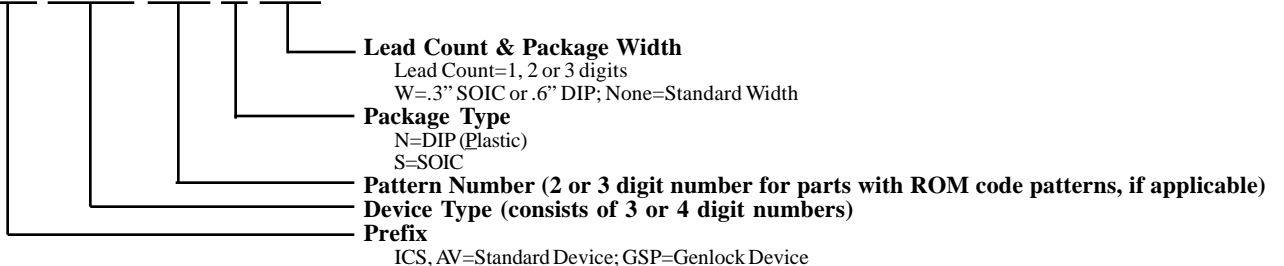 Lead Count & Package Width
Lead Count=1, 2 or 3 digits
W=.3” SOIC or .6” DIP; None=Standard Width
Package Type
N=DIP (Plastic)
S=SOIC
Pattern Number (2 or 3 digit number for parts with ROM code patterns, if applicable)
Device Type (consists of 3 or 4 digit numbers)
Prefix
ICS, AV=Standard Device; GSP=Genlock Device